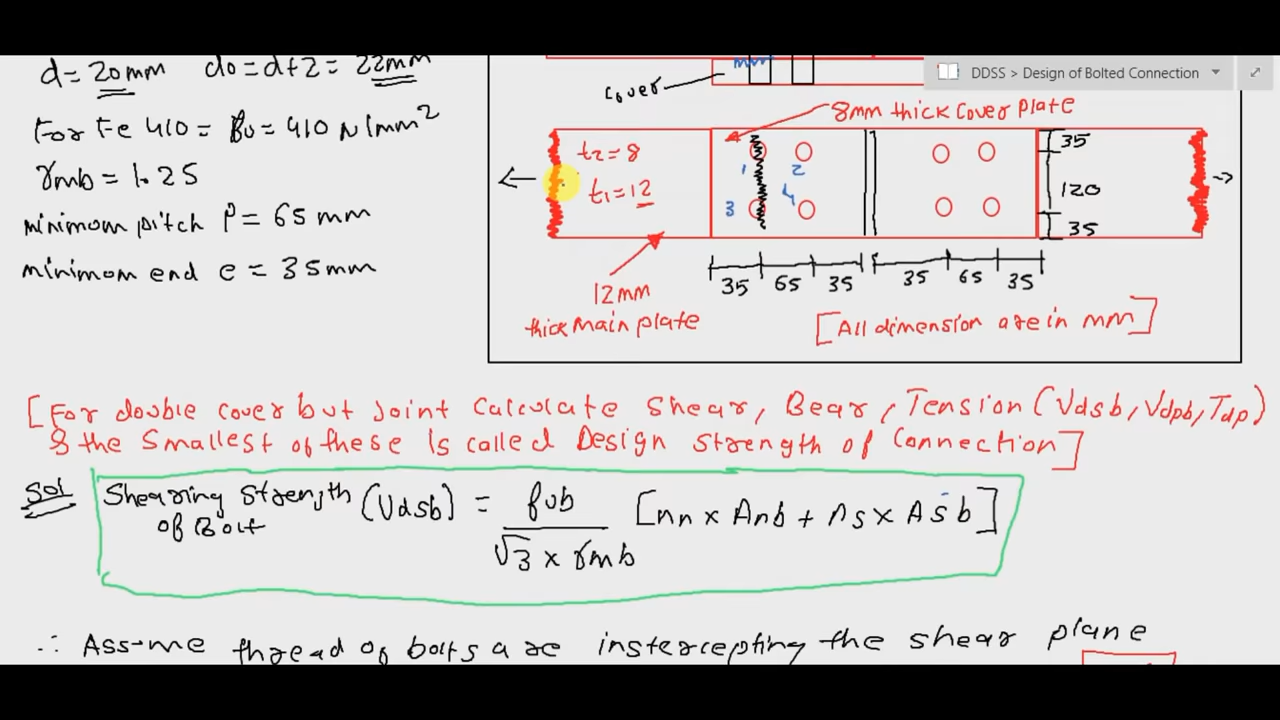 d = 20mm do = d+2 = 22mm
For Fe 410 = fu = 410 N/mm²
γmb = 1.25
minimum pitch P = 65 mm
minimum end e = 35mm
mm
cover
DDSS > Design of Bolted Connection
8mm thick Cover plate
t2 = 8
t1 = 12
1 2
3 4
35
120
35
35 65 35 35 65 35
12mm
thick main plate
[All dimension are in mm]
[For double cover but Joint Calculate Shear, Bear, Tension (Vdsb, Vdpb, Tdp)
& the Smallest of these Is called Design Strength of Connection]
Sol
Shearing Strength of Bolt (Vdsb) = fub / √3 × γmb [nn × Anb + ns × Asb]
∴ Assume thread of bolts are instercepting the shear plane